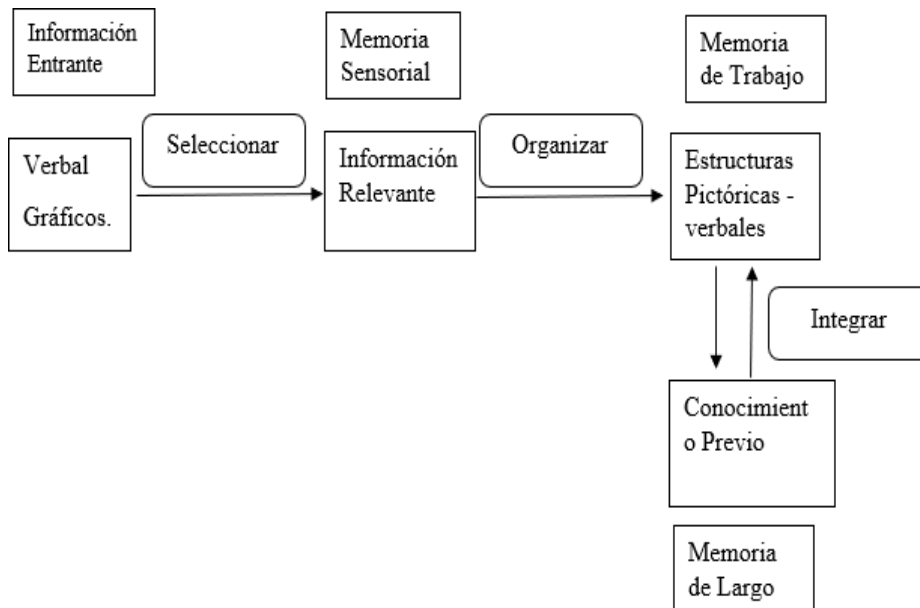 Información
Entrante
Memoria
Sensorial
Memoria
de Trabajo
Verbal
Gráficos.
Seleccionar
Información
Relevante
Organizar
Estructuras
Pictóricas -
verbales
Integrar
Conocimient
o Previo
Memoria
de Largo